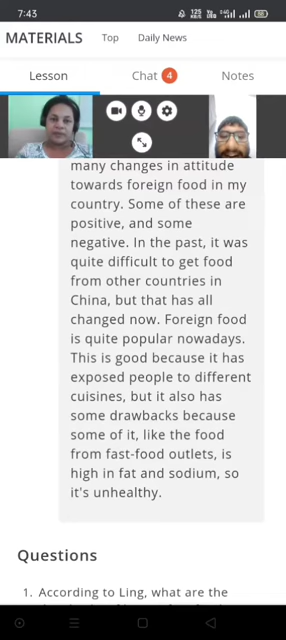 7:43
125 KB/S
4G
MATERIALS Top Daily News
Lesson Chat 4 Notes
many changes in attitude
towards foreign food in my
country. Some of these are
positive, and some
negative. In the past, it was
quite difficult to get food
from other countries in
China, but that has all
changed now. Foreign food
is quite popular nowadays.
This is good because it has
exposed people to different
cuisines, but it also has
some drawbacks because
some of it, like the food
from fast-food outlets, is
high in fat and sodium, so
it's unhealthy.
Questions
1. According to Ling, what are the